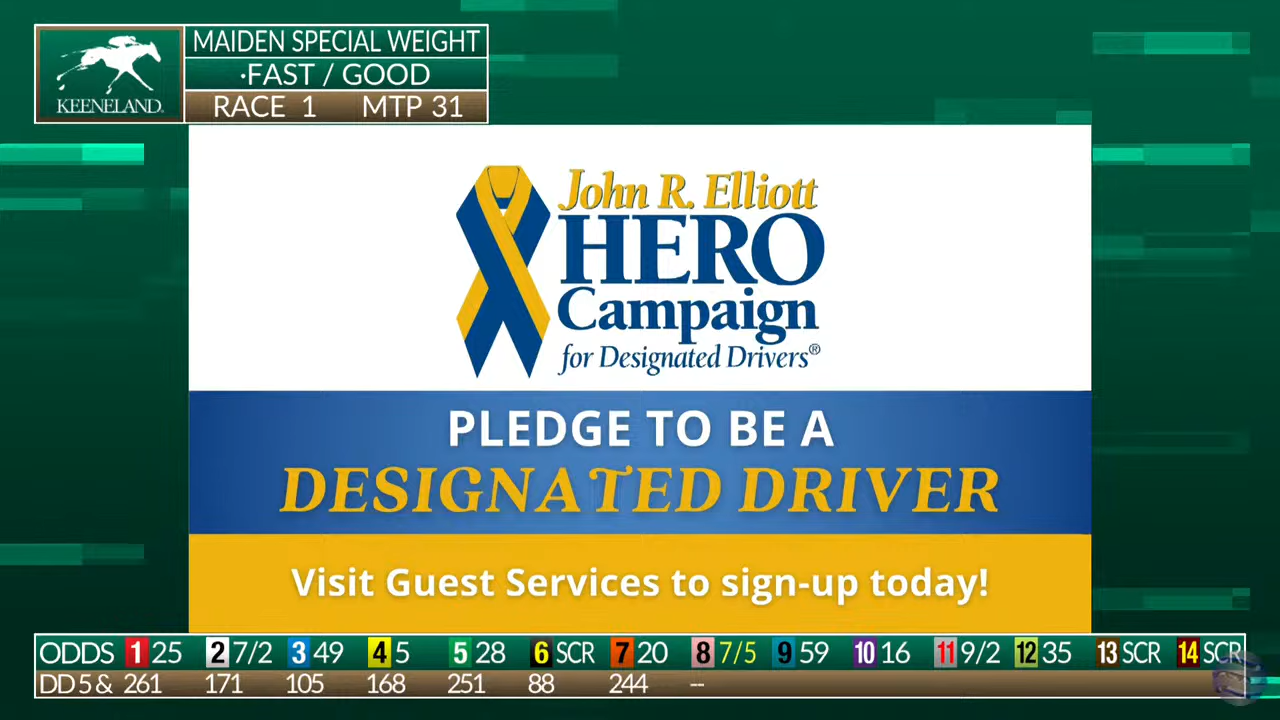 MAIDEN SPECIAL WEIGHT
·FAST / GOOD
KEENELAND®
RACE 1 MTP 31
John R. Elliott
HERO
Campaign
for Designated Drivers®
PLEDGE TO BE A
DESIGNATED DRIVER
Visit Guest Services to sign-up today!
ODDS 1 25 2 7/2 3 49 4 5 5 28 6 SCR 7 20 8 7/5 9 59 10 16 11 9/2 12 35 13 SCR 14 SCR
DD 5 & 261 171 105 168 251 88 244 --